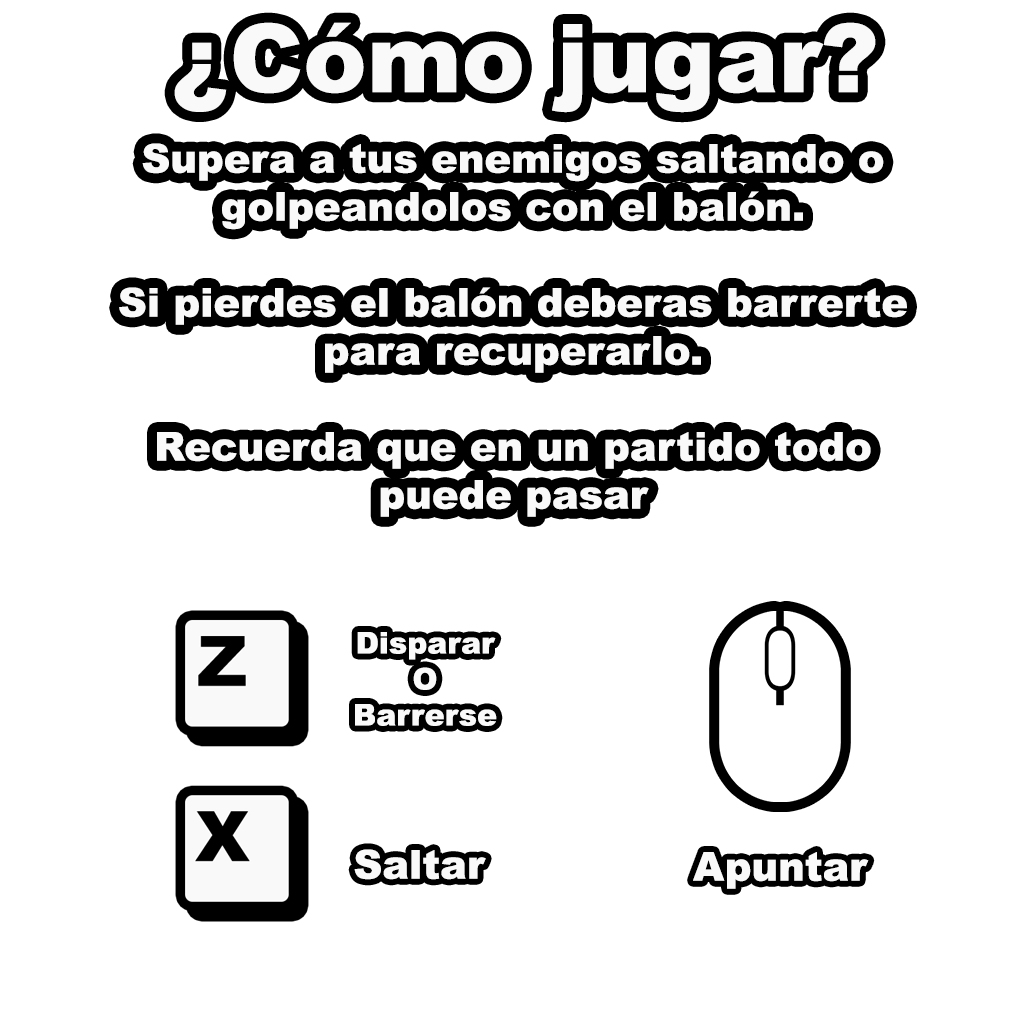 ¿Cómo jugar?
Supera a tus enemigos saltando o
golpeandolos con el balón.
Si pierdes el balón deberas barrerte
para recuperarlo.
Recuerda que en un partido todo
puede pasar
Z
Disparar
O
Barrerse
X
Saltar
Apuntar